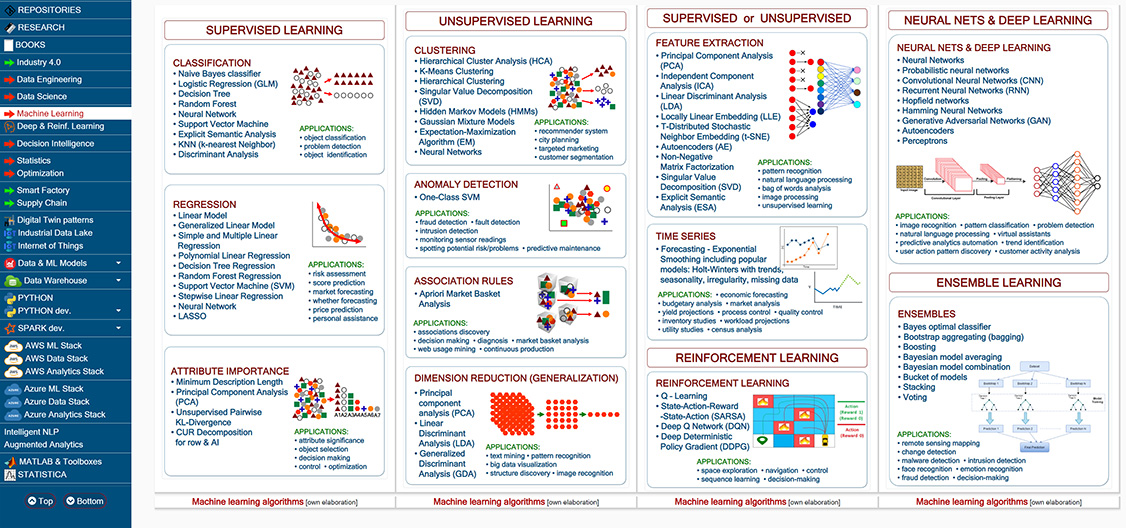 REPOSITORIES
RESEARCH
BOOKS
Industry 4.0
Data Engineering
Data Science
Machine Learning
Deep & Reinf. Learning
Decision Intelligence
Statistics
Optimization
Smart Factory
Supply Chain
Digital Twin patterns
Industrial Data Lake
Internet of Things
Data & ML Models
Data Warehouse
PYTHON
PYTHON dev.
SPARK dev.
AWS ML Stack
AWS Data Stack
AWS Analytics Stack
Azure ML Stack
Azure Data Stack
Azure Analytics Stack
Intelligent NLP
Augmented Analytics
MATLAB & Toolboxes
STATISTICA
Top
Bottom
SUPERVISED LEARNING
CLASSIFICATION
• Naive Bayes classifier
• Logistic Regression (GLM)
• Decision Tree
• Random Forest
• Neural Network
• Support Vector Machine
• Explicit Semantic Analysis
• KNN (k-nearest Neighbor)
• Discriminant Analysis
APPLICATIONS:
• object classification
• problem detection
• object identification
REGRESSION
• Linear Model
• Generalized Linear Model
• Simple and Multiple Linear
Regression
• Polynomial Linear Regression
• Decision Tree Regression
• Random Forest Regression
• Support Vector Machine (SVM)
• Stepwise Linear Regression
• Neural Network
• LASSO
APPLICATIONS:
• risk assessment
• score prediction
• market forecasting
• whether forecasting
• price prediction
• personal assistance
ATTRIBUTE IMPORTANCE
• Minimum Description Length
• Principal Component Analysis
(PCA)
• Unsupervised Pairwise
KL-Divergence
• CUR Decomposition
for row & AI
A1A2A3A4A5A6A7
APPLICATIONS:
• attribute significance
• object selection
• decision making
• control • optimization
Machine learning algorithms [own elaboration]
UNSUPERVISED LEARNING
CLUSTERING
• Hierarchical Cluster Analysis (HCA)
• K-Means Clustering
• Hierarchical Clustering
• Singular Value Decomposition
(SVD)
• Hidden Markov Models (HMMs)
• Gaussian Mixture Models
• Expectation-Maximization
Algorithm (EM)
• Neural Networks
APPLICATIONS:
• recommender system
• city planning
• targeted marketing
• customer segmentation
ANOMALY DETECTION
• One-Class SVM
APPLICATIONS:
• fraud detection • fault detection
• intrusion detection
• monitoring sensor readings
• spotting potential risk/problems • predictive maintenance
ASSOCIATION RULES
• Apriori Market Basket
Analysis
APPLICATIONS:
• associations discovery
• decision making • diagnosis • market basket analysis
• web usage mining • continuous production
DIMENSION REDUCTION (GENERALIZATION)
• Principal
component
analysis (PCA)
• Linear
Discriminant
Analysis (LDA)
• Generalized
Discriminant
Analysis (GDA)
APPLICATIONS:
• text mining • pattern recognition
• big data visualization
• structure discovery • image recognition
Machine learning algorithms [own elaboration]
SUPERVISED or UNSUPERVISED
FEATURE EXTRACTION
• Principal Component Analysis
(PCA)
• Independent Component
Analysis (ICA)
• Linear Discriminant Analysis
(LDA)
• Locally Linear Embedding (LLE)
• T-Distributed Stochastic
Neighbor Embedding (t-SNE)
• Autoencoders (AE)
• Non-Negative
Matrix Factorization
• Singular Value
Decomposition (SVD)
• Explicit Semantic
Analysis (ESA)
APPLICATIONS:
• pattern recognition
• natural language processing
• bag of words analysis
• image processing
• unsupervised learning
TIME SERIES
• Forecasting - Exponential
Smoothing including popular
models: Holt-Winters with trends,
seasonality, irregularity, missing data
APPLICATIONS: • economic forecasting
• budgetary analysis • market analysis
• yield projections • process control • quality control
• inventory studies • workload projections
• utility studies • census analysis
REINFORCEMENT LEARNING
REINFORCEMENT LEARNING
• Q - Learning
• State-Action-Reward
-State-Action (SARSA)
• Deep Q Network (DQN)
• Deep Deterministic
Policy Gradient (DDPG)
Action
(Reward 1)
Action
(Reward 0)
APPLICATIONS:
• space exploration • navigation • control
• sequence learning • decision-making
Machine learning algorithms [own elaboration]
NEURAL NETS & DEEP LEARNING
NEURAL NETS & DEEP LEARNING
• Neural Networks
• Probabilistic neural networks
• Convolutional Neural Networks (CNN)
• Recurrent Neural Networks (RNN)
• Hopfield networks
• Hamming Neural Networks
• Generative Adversarial Networks (GAN)
• Autoencoders
• Perceptrons
Input image
Convolution
Pooling
Flattening
Convolutional Layer
Pooling Layer
APPLICATIONS:
• image recognition • pattern classification • problem detection
• natural language processing • virtual assistants
• predictive analytics automation • trend identification
• user action pattern discovery • customer activity analysis
ENSEMBLE LEARNING
ENSEMBLES
• Bayes optimal classifier
• Bootstrap aggregating (bagging)
• Boosting
• Bayesian model averaging
• Bayesian model combination
• Bucket of models
• Stacking
• Voting
Dataset
Bootstrap 1
Bootstrap 2
Bootstrap N
Model
Training
Prediction 1
Prediction 2
Prediction N
Final Prediction
APPLICATIONS:
• remote sensing mapping
• change detection
• malware detection • intrusion detection
• face recognition • emotion recognition
• fraud detection • decision-making
Machine learning algorithms [own elaboration]